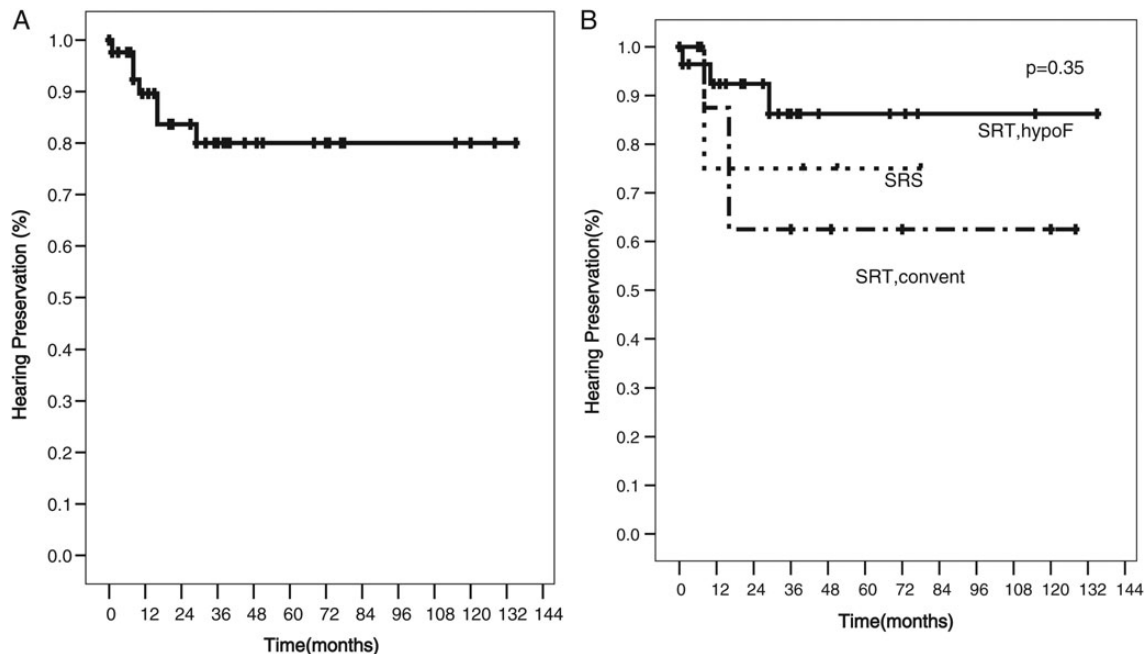 A
1.0
0.9
0.8
0.7
0.6
0.5
0.4
0.3
0.2
0.1
0.0
Hearing Preservation (%)
0 12 24 36 48 60 72 84 96 108 120 132 144
Time(months)
B
1.0
0.9
0.8
0.7
0.6
0.5
0.4
0.3
0.2
0.1
0.0
Hearing Preservation(%)
p=0.35
SRT,hypoF
SRS
SRT,convent
0 12 24 36 48 60 72 84 96 108 120 132 144
Time(months)